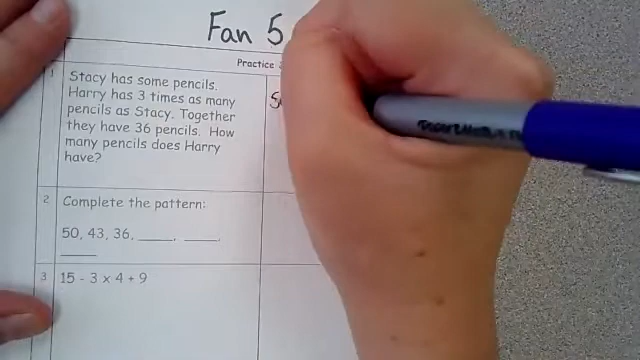 Fan 5
Practice
1
Stacy has some pencils.
Harry has 3 times as many
pencils as Stacy. Together
they have 36 pencils. How
many pencils does Harry
have?
2
Complete the pattern:
50, 43, 36, _____, _____,
_____
3
15 - 3 x 4 + 9